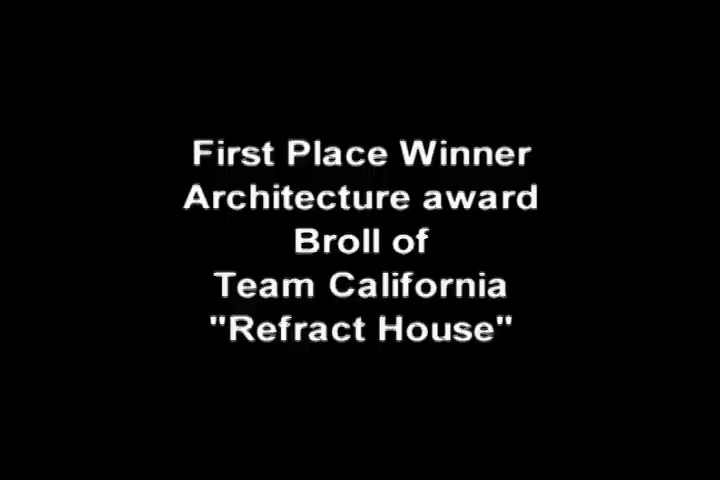 First Place Winner
Architecture award
Broll of
Team California
"Refract House"